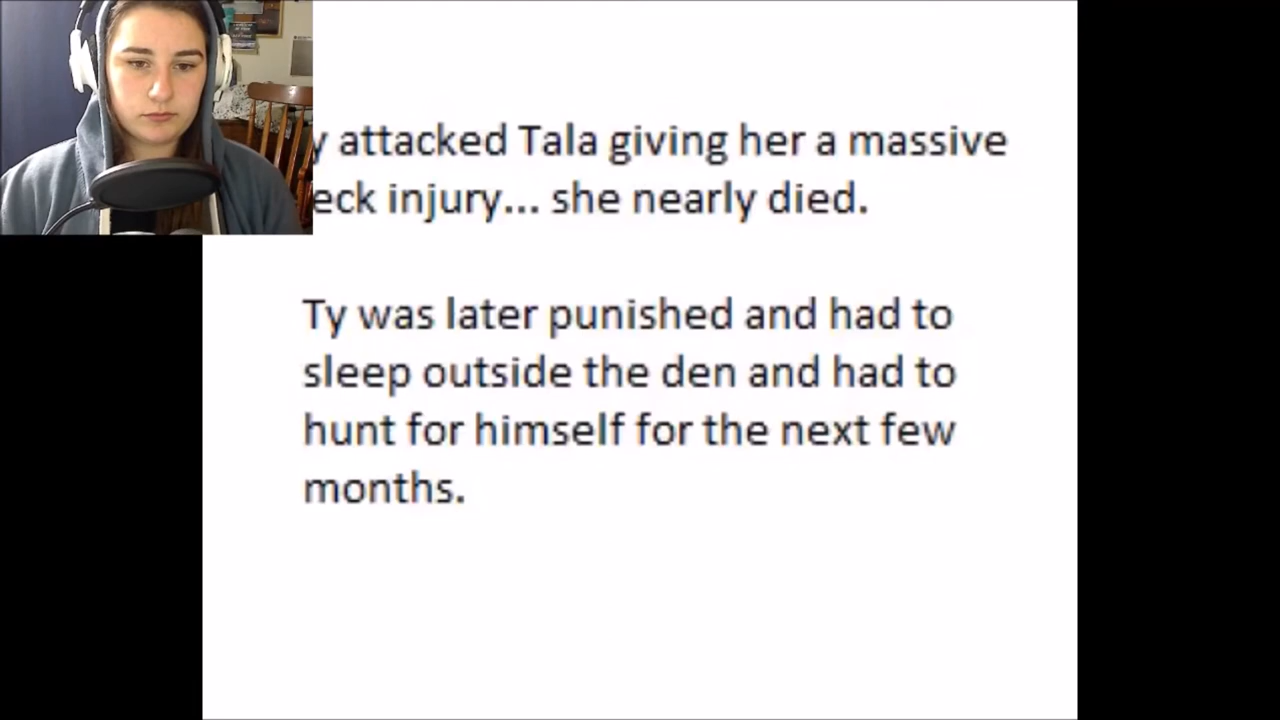 y attacked Tala giving her a massive
eck injury... she nearly died.
Ty was later punished and had to
sleep outside the den and had to
hunt for himself for the next few
months.